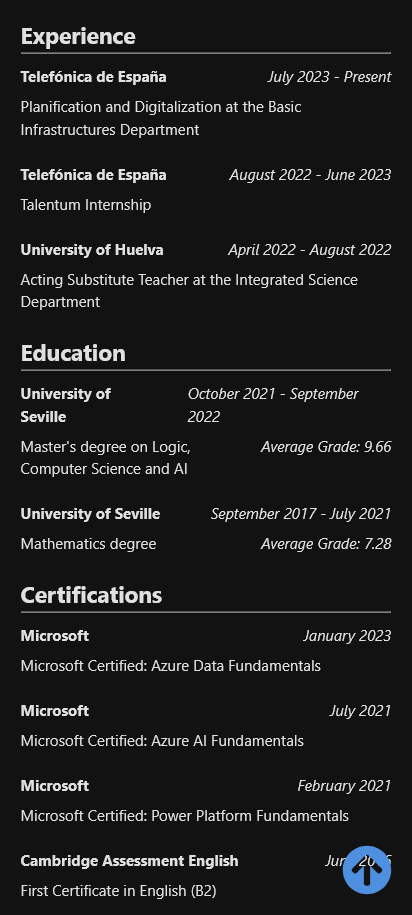 Experience
Telefónica de España July 2023 - Present
Planification and Digitalization at the Basic
Infrastructures Department
Telefónica de España August 2022 - June 2023
Talentum Internship
University of Huelva April 2022 - August 2022
Acting Substitute Teacher at the Integrated Science
Department
Education
University of October 2021 - September
Seville 2022
Master's degree on Logic, Average Grade: 9.66
Computer Science and AI
University of Seville September 2017 - July 2021
Mathematics degree Average Grade: 7.28
Certifications
Microsoft January 2023
Microsoft Certified: Azure Data Fundamentals
Microsoft July 2021
Microsoft Certified: Azure AI Fundamentals
Microsoft February 2021
Microsoft Certified: Power Platform Fundamentals
Cambridge Assessment English
First Certificate in English (B2)